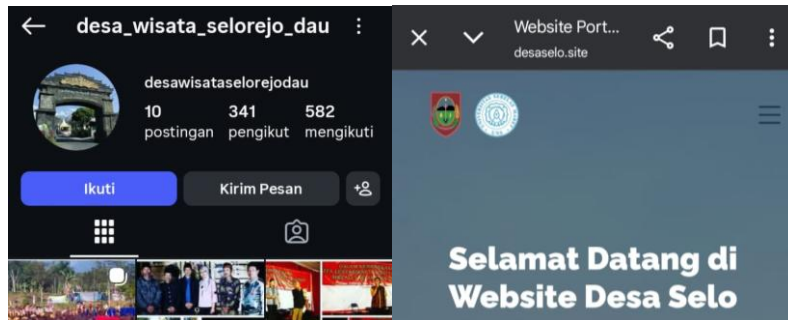 desa_wisata_selorejo_dau
desawisataselorejodau
10 341 582
postingan pengikut mengikuti
Ikuti Kirim Pesan
Website Port...
desaselo.site
Selamat Datang di
Website Desa Selo